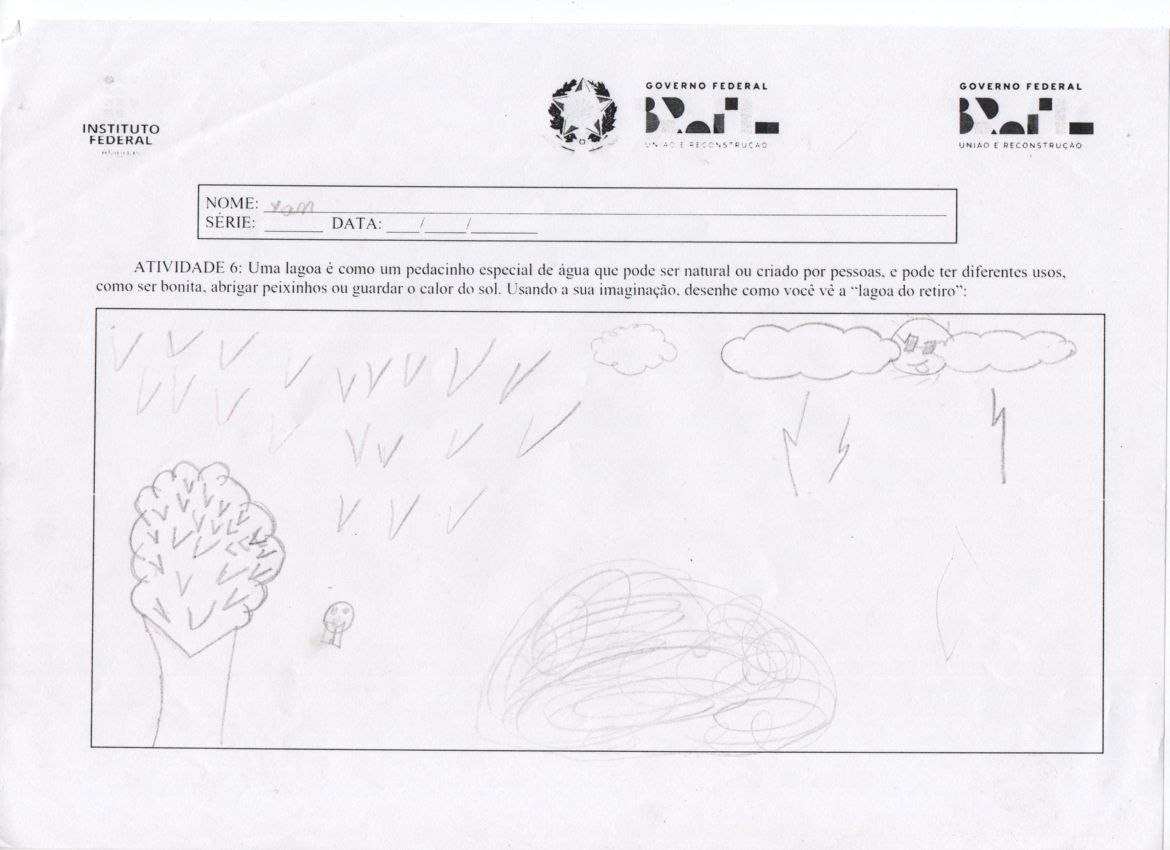 INSTITUTO
FEDERAL
GOVERNO FEDERAL
BRASIL
UNIÃO E RECONSTRUÇÃO
GOVERNO FEDERAL
BRASIL
UNIÃO E RECONSTRUÇÃO
NOME:
SÉRIE: ______ DATA: ____/____/_______
ATIVIDADE 6: Uma lagoa é como um pedacinho especial de água que pode ser natural ou criado por pessoas, e pode ter diferentes usos,
como ser bonita, abrigar peixinhos ou guardar o calor do sol. Usando a sua imaginação, desenhe como você vê a “lagoa do retiro”: